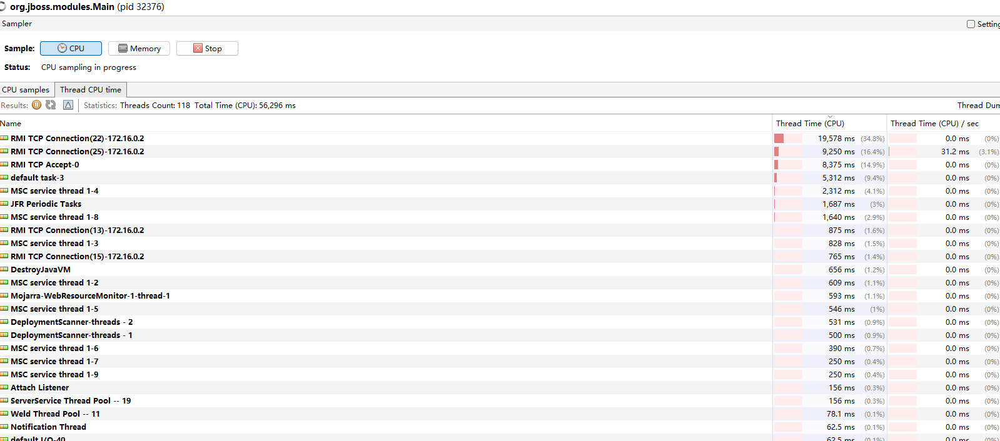 org.jboss.modules.Main (pid 32376)
Sampler Setting
Sample: CPU Memory Stop
Status: CPU sampling in progress
CPU samples Thread CPU time
Results: Statistics: Threads Count: 118 Total Time (CPU): 56,296 ms Thread Dum
Name Thread Time (CPU) Thread Time (CPU) / sec
RMI TCP Connection(22)-172.16.0.2 19,578 ms (34.8%) 0.0 ms (0%)
RMI TCP Connection(25)-172.16.0.2 9,250 ms (16.4%) 31.2 ms (3.1%)
RMI TCP Accept-0 8,375 ms (14.9%) 0.0 ms (0%)
default task-3 5,312 ms (9.4%) 0.0 ms (0%)
MSC service thread 1-4 2,312 ms (4.1%) 0.0 ms (0%)
JFR Periodic Tasks 1,687 ms (3%) 0.0 ms (0%)
MSC service thread 1-8 1,640 ms (2.9%) 0.0 ms (0%)
RMI TCP Connection(13)-172.16.0.2 875 ms (1.6%) 0.0 ms (0%)
MSC service thread 1-3 828 ms (1.5%) 0.0 ms (0%)
RMI TCP Connection(15)-172.16.0.2 765 ms (1.4%) 0.0 ms (0%)
DestroyJavaVM 656 ms (1.2%) 0.0 ms (0%)
MSC service thread 1-2 609 ms (1.1%) 0.0 ms (0%)
Mojarra-WebResourceMonitor-1-thread-1 593 ms (1.1%) 0.0 ms (0%)
MSC service thread 1-5 546 ms (1%) 0.0 ms (0%)
DeploymentScanner-threads - 2 531 ms (0.9%) 0.0 ms (0%)
DeploymentScanner-threads - 1 500 ms (0.9%) 0.0 ms (0%)
MSC service thread 1-6 390 ms (0.7%) 0.0 ms (0%)
MSC service thread 1-7 250 ms (0.4%) 0.0 ms (0%)
MSC service thread 1-9 250 ms (0.4%) 0.0 ms (0%)
Attach Listener 156 ms (0.3%) 0.0 ms (0%)
ServerService Thread Pool -- 19 156 ms (0.3%) 0.0 ms (0%)
Weld Thread Pool -- 11 78.1 ms (0.1%) 0.0 ms (0%)
Notification Thread 62.5 ms (0.1%) 0.0 ms (0%)
default I/O-40 62.5 ms (0.1%) 0.0 ms (0%)